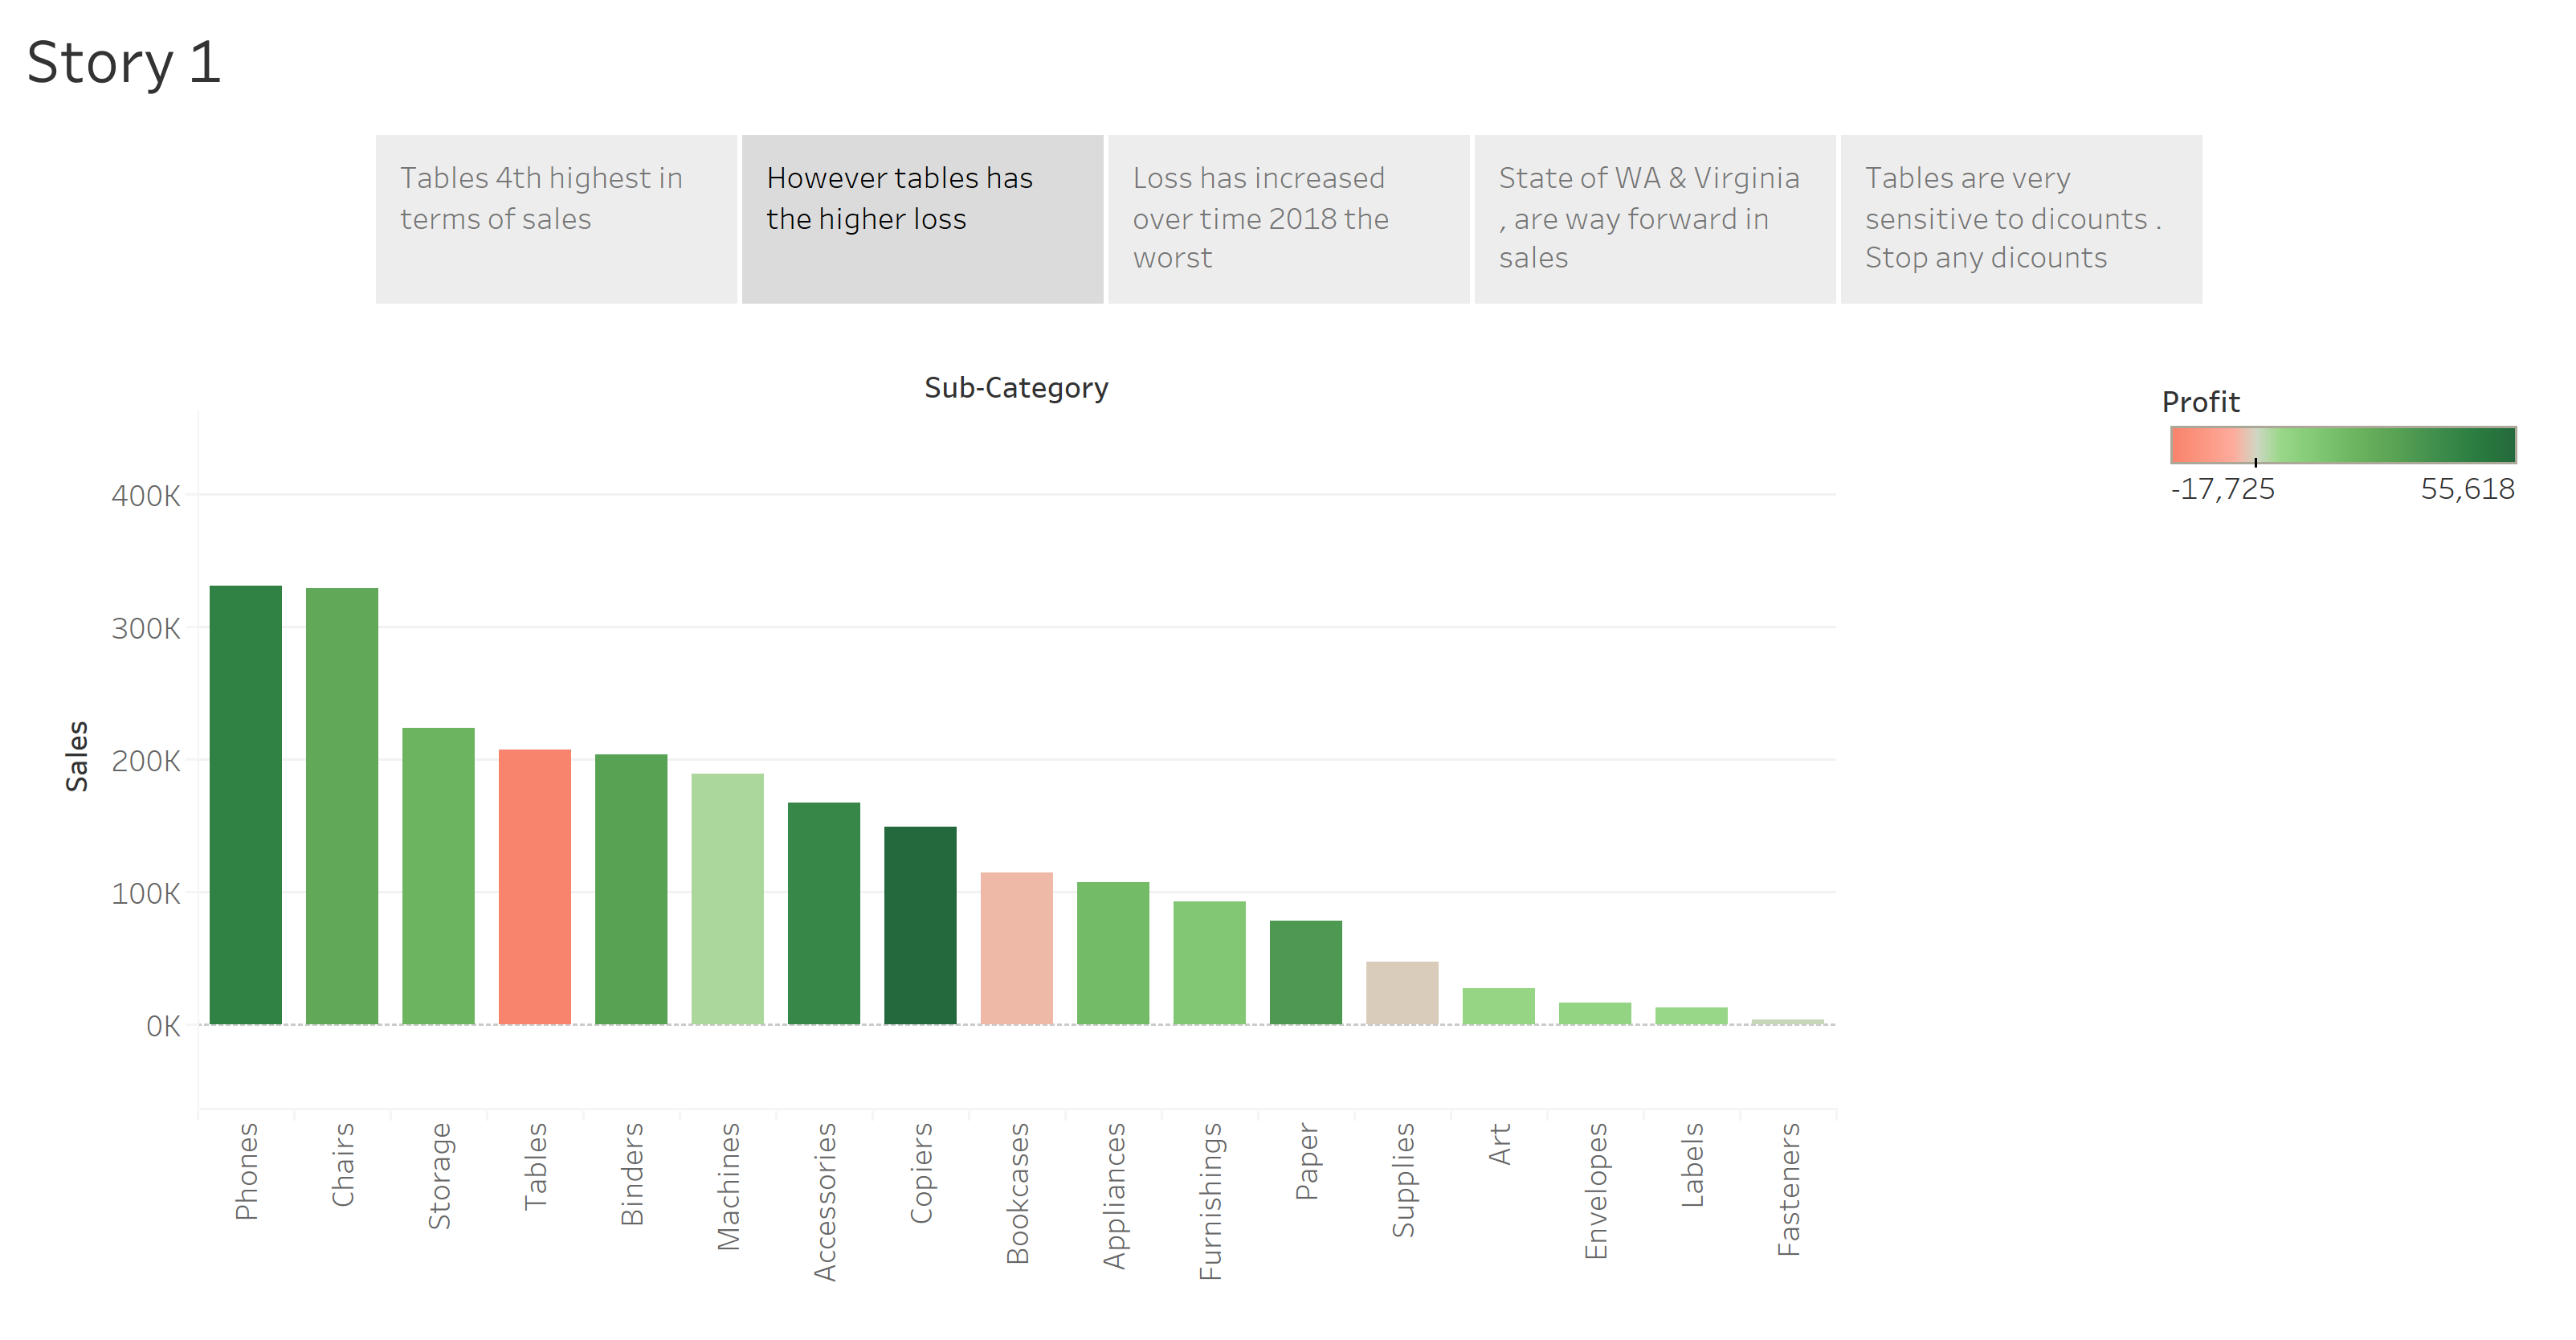 Story 1
Tables 4th highest in
terms of sales
However tables has
the higher loss
Loss has increased
over time 2018 the
worst
State of WA & Virginia
, are way forward in
sales
Tables are very
sensitive to dicounts .
Stop any dicounts
Sub-Category
Profit
-17,725
55,618
Sales
400K
300K
200K
100K
0K
Phones
Chairs
Storage
Tables
Binders
Machines
Accessories
Copiers
Bookcases
Appliances
Furnishings
Paper
Supplies
Art
Envelopes
Labels
Fasteners